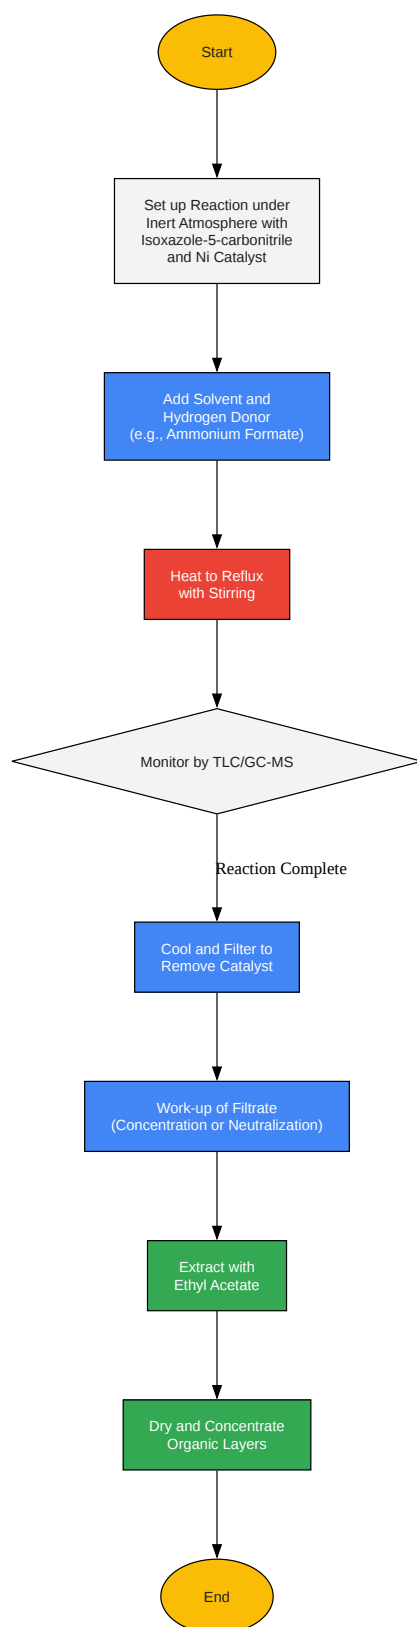 Start
Set up Reaction under
Inert Atmosphere with
Isoxazole-5-carbonitrile
and Ni Catalyst
Add Solvent and
Hydrogen Donor
(e.g., Ammonium Formate)
Heat to Reflux
with Stirring
Monitor by TLC/GC-MS
Reaction Complete
Cool and Filter to
Remove Catalyst
Work-up of Filtrate
(Concentration or Neutralization)
Extract with
Ethyl Acetate
Dry and Concentrate
Organic Layers
End